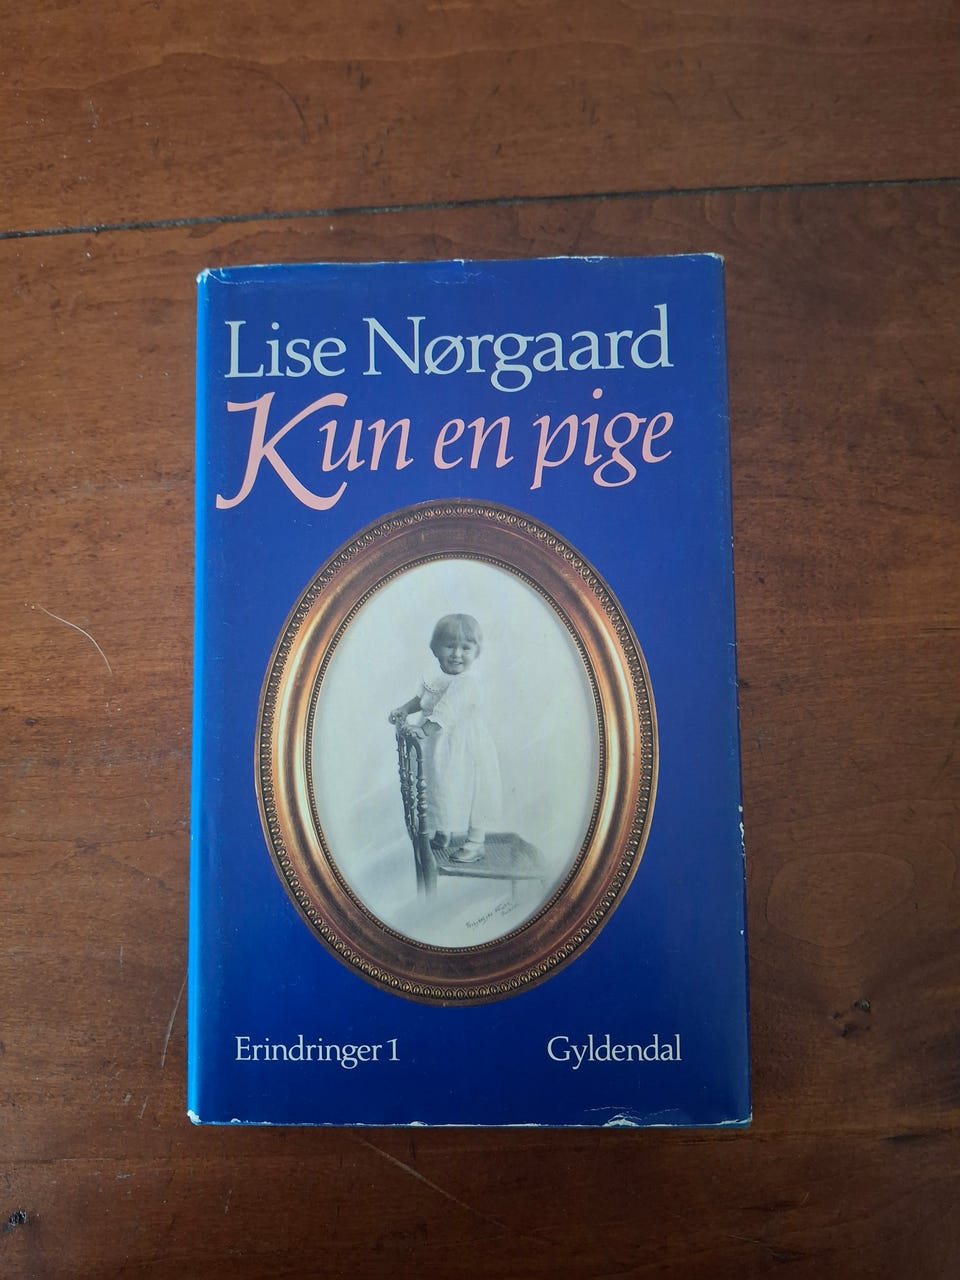 Lise Nørgaard
Kun en pige
Erindringer 1
Gyldendal